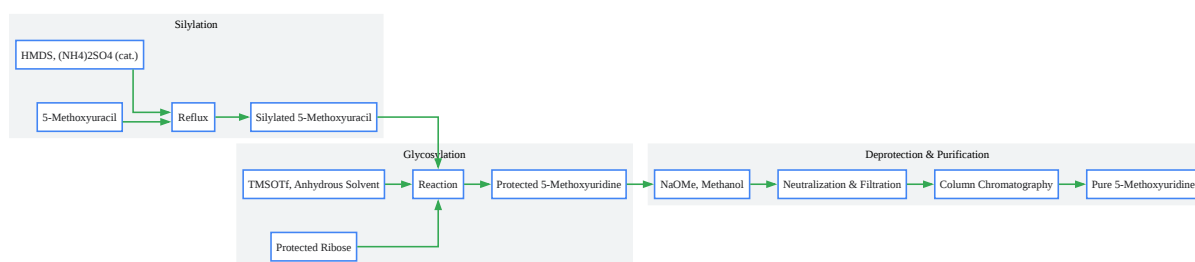 Silylation
HMDS, (NH4)2SO4 (cat.)
5-Methoxyuracil
Reflux
Silylated 5-Methoxyuracil
Glycosylation
TMSOTf, Anhydrous Solvent
Reaction
Protected 5-Methoxyuridine
Protected Ribose
Deprotection & Purification
NaOMe, Methanol
Neutralization & Filtration
Column Chromatography
Pure 5-Methoxyuridine